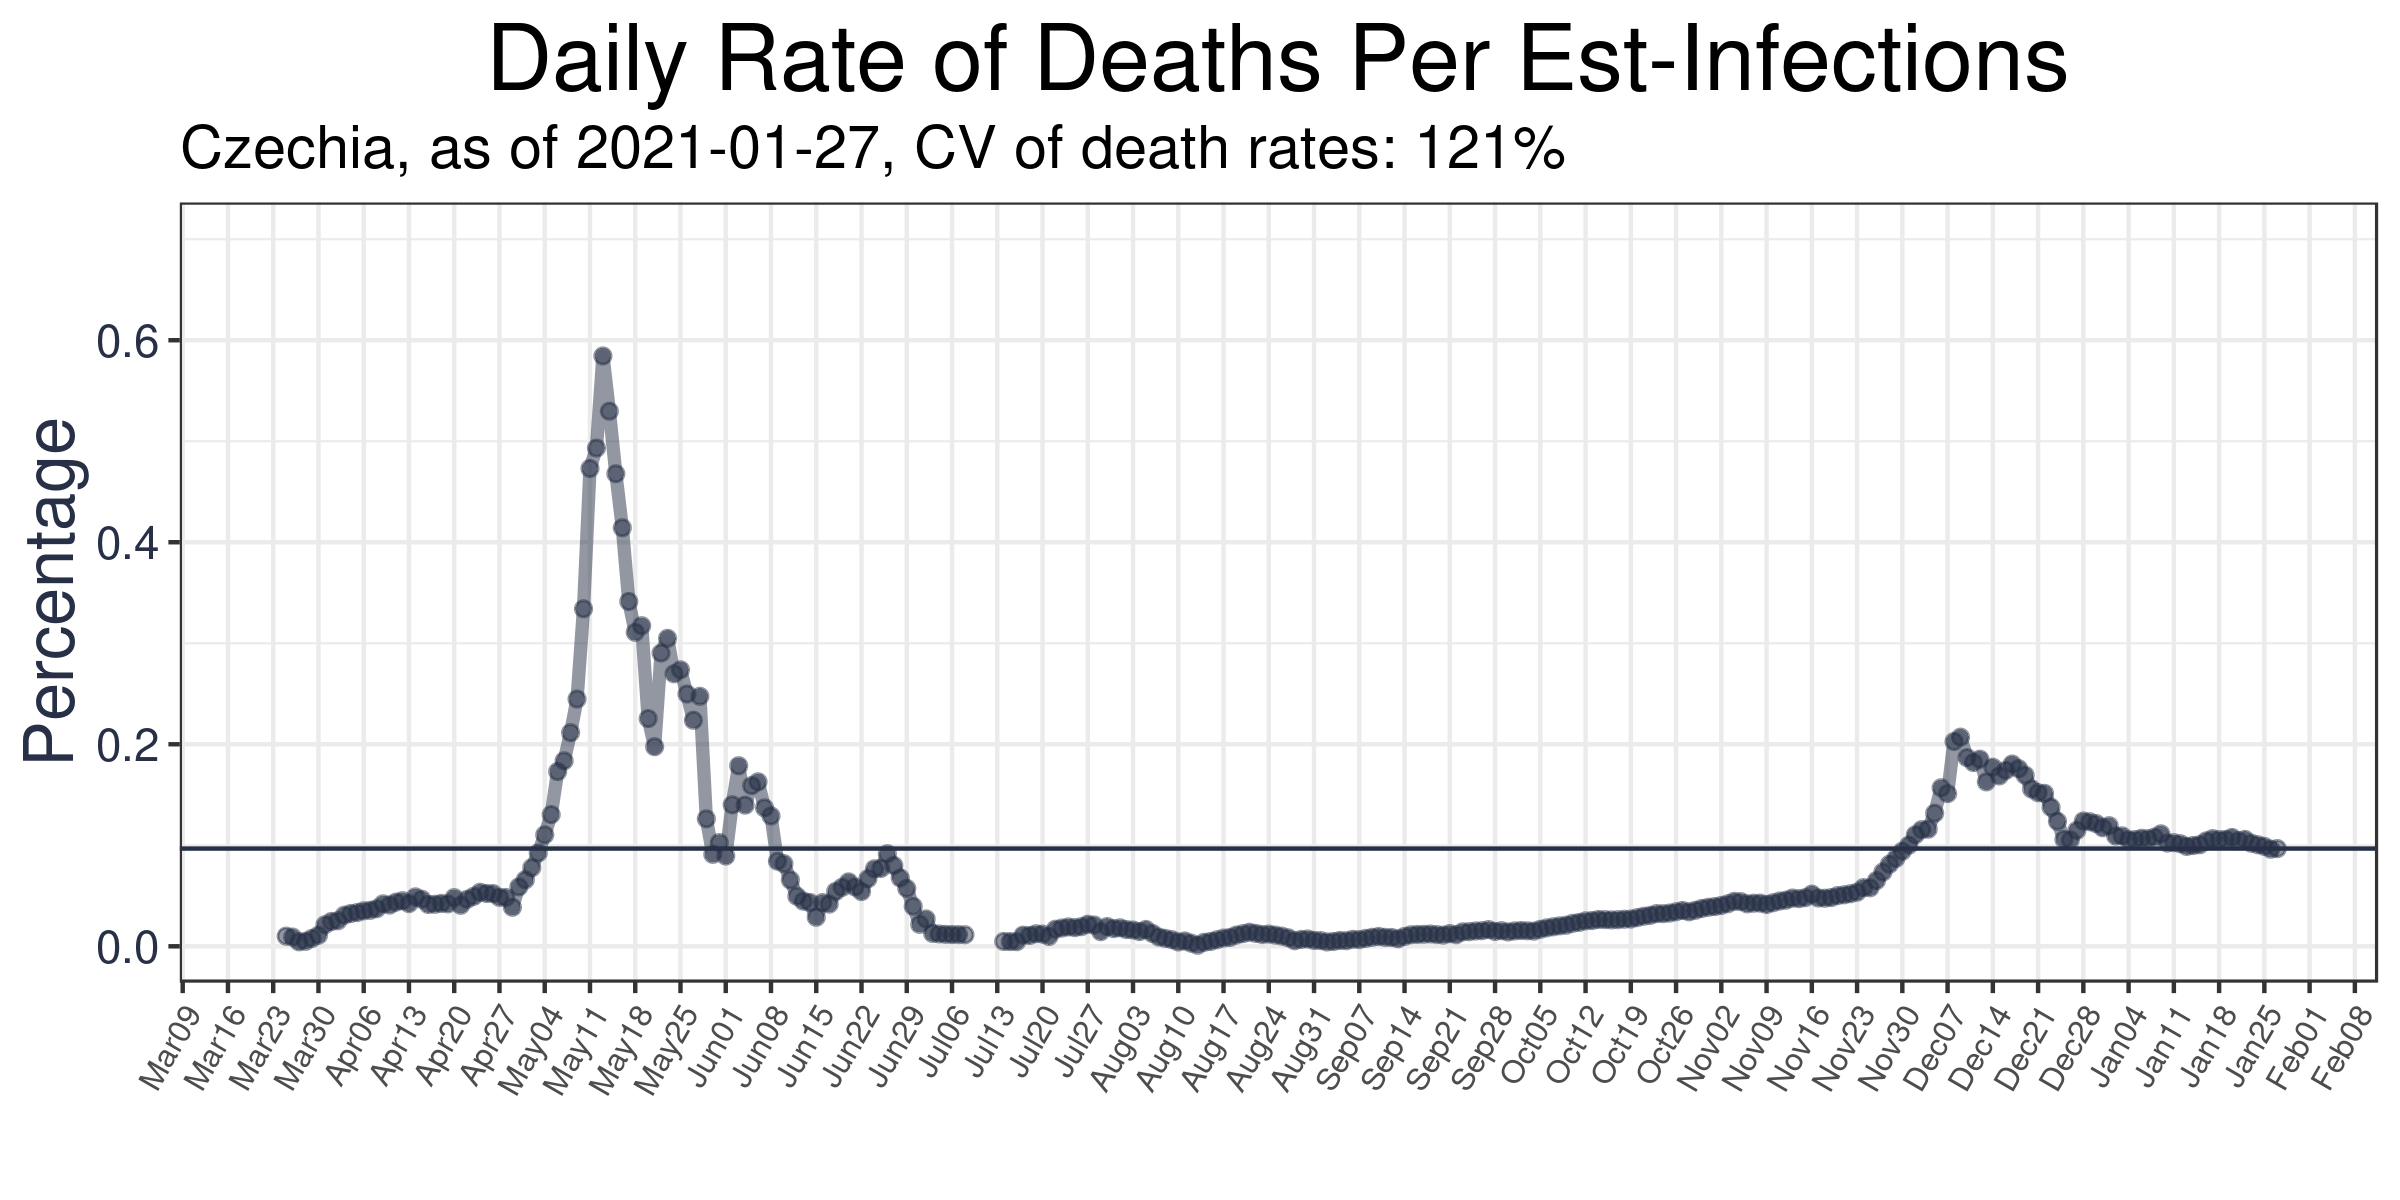 Daily Rate of Deaths Per Est-Infections
Czechia, as of 2021-01-27, CV of death rates: 121%
Percentage
0.6
0.4
0.2
0.0
Mar09 Mar16 Mar23 Mar30 Apr06 Apr13 Apr20 Apr27 May04 May11 May18 May25 Jun01 Jun08 Jun15 Jun22 Jun29 Jul06 Jul13 Jul20 Jul27 Aug03 Aug10 Aug17 Aug24 Aug31 Sep07 Sep14 Sep21 Sep28 Oct05 Oct12 Oct19 Oct26 Nov02 Nov09 Nov16 Nov23 Nov30 Dec07 Dec14 Dec21 Dec28 Jan04 Jan11 Jan18 Jan25 Feb01 Feb08